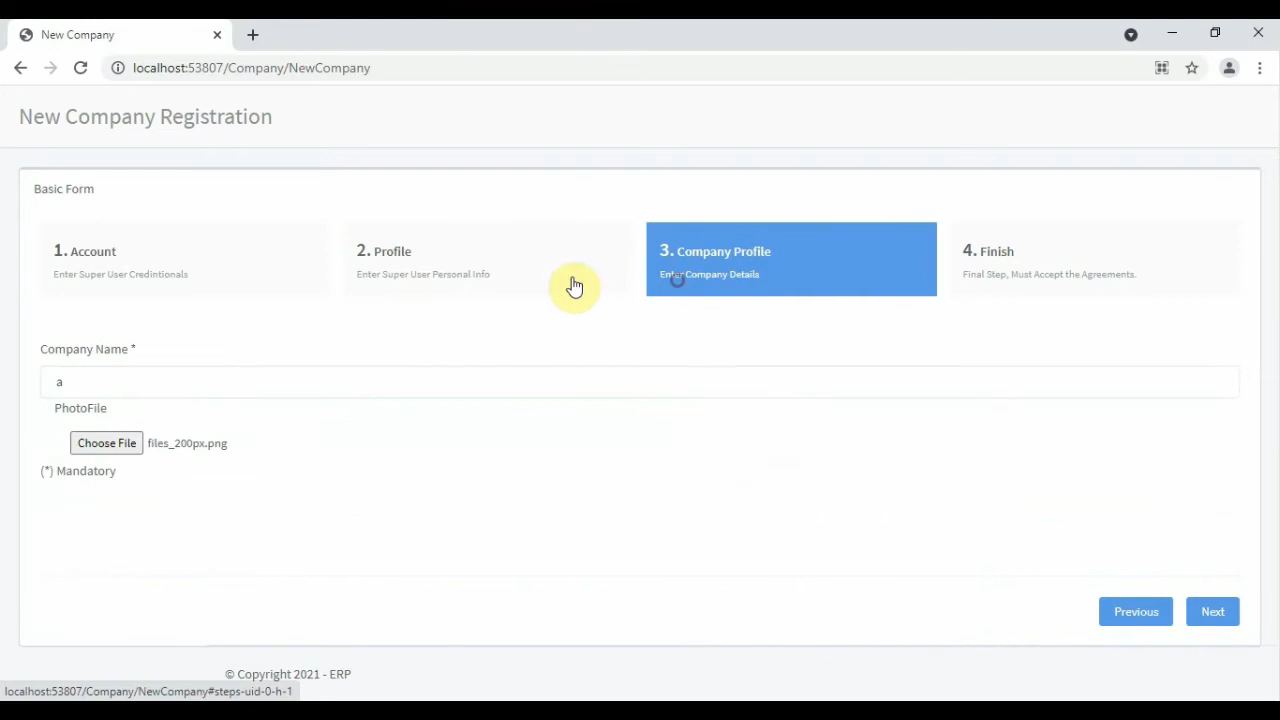 New Company
localhost:53807/Company/NewCompany
New Company Registration
Basic Form
1. Account
Enter Super User Credintionals
2. Profile
Enter Super User Personal Info
3. Company Profile
Enter Company Details
4. Finish
Final Step, Must Accept the Agreements.
Company Name *
a
PhotoFile
Choose File files_200px.png
(*) Mandatory
Previous Next
© Copyright 2021 - ERP
localhost:53807/Company/NewCompany#steps-uid-0-h-1